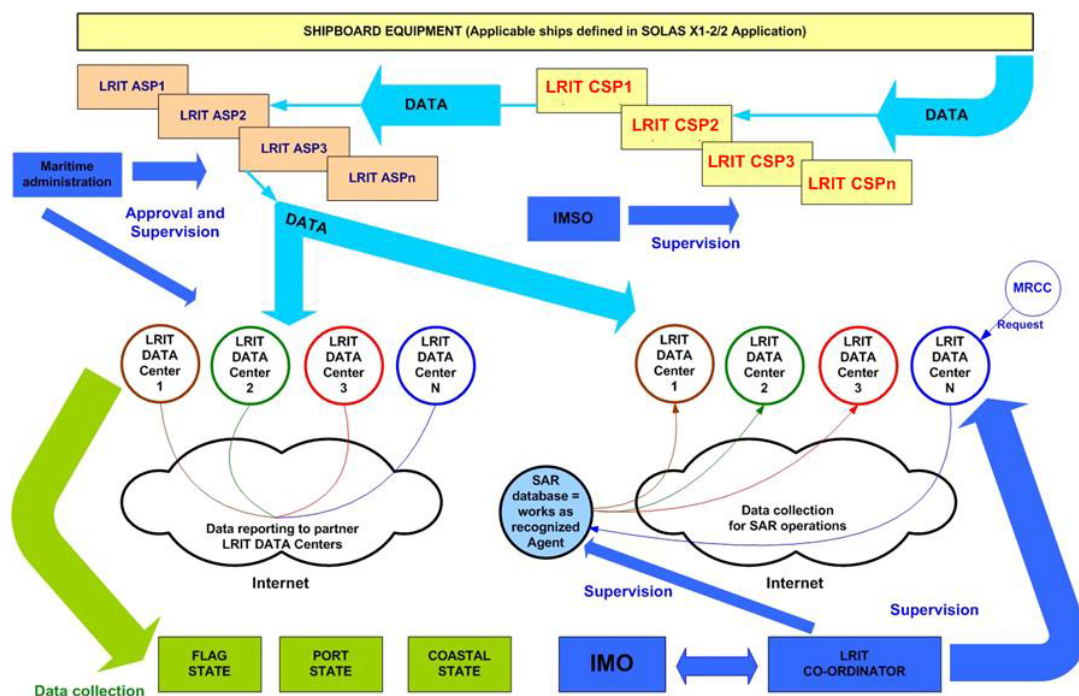 SHIPBOARD EQUIPMENT (Applicable ships defined in SOLAS X1-2/2 Application)
LRIT ASP1
LRIT ASP2
LRIT ASP3
LRIT ASPn
DATA
LRIT CSP1
LRIT CSP2
LRIT CSP3
LRIT CSPn
DATA
Maritime
administration
Approval and
Supervision
DATA
IMSO
Supervision
MRCC
Request
LRIT
DATA
Center
1
LRIT
DATA
Center
2
LRIT
DATA
Center
3
LRIT
DATA
Center
N
LRIT
DATA
Center
1
LRIT
DATA
Center
2
LRIT
DATA
Center
3
LRIT
DATA
Center
N
Data reporting to partner
LRIT DATA Centers
Internet
SAR
database =
works as
recognized
Agent
Data collection
for SAR operations
Internet
Supervision
Supervision
FLAG
STATE
PORT
STATE
COASTAL
STATE
IMO
LRIT
CO-ORDINATOR
Data collection